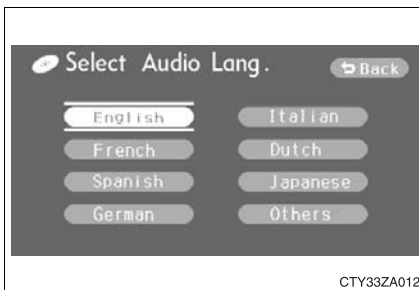 Select Audio Lang.
Back
English
Italian
French
Dutch
Spanish
Japanese
German
Others
CTY33ZA012